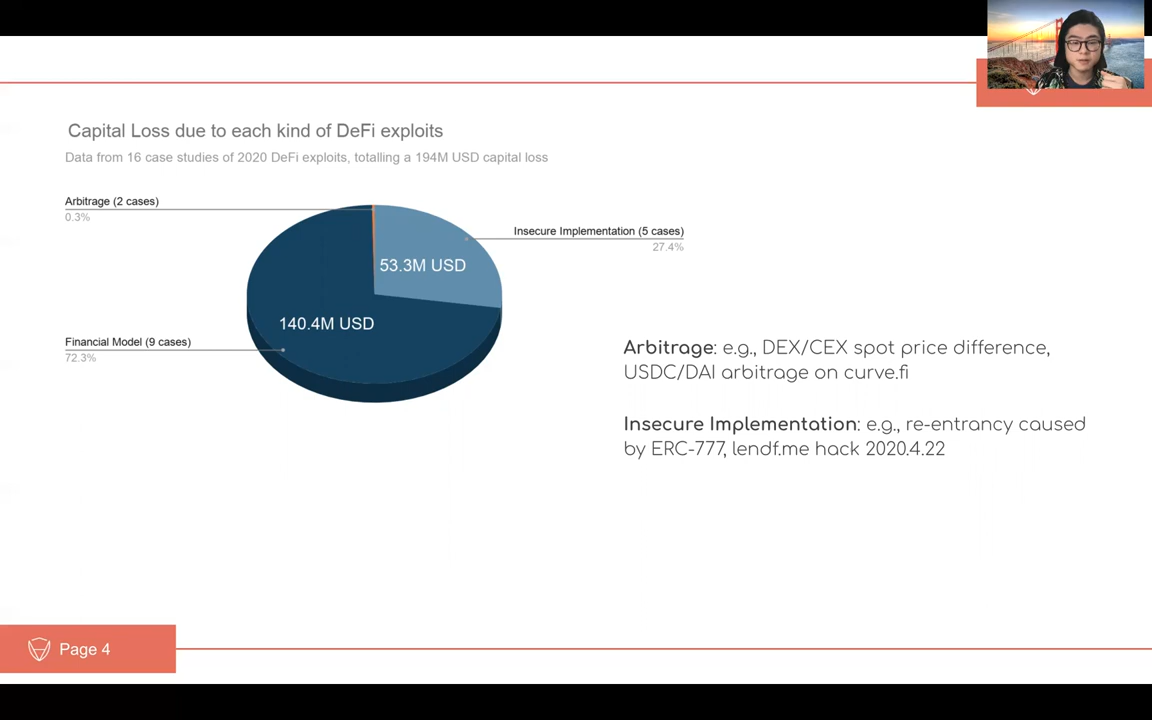 Capital Loss due to each kind of DeFi exploits
Data from 16 case studies of 2020 DeFi exploits, totalling a 194M USD capital loss
Arbitrage (2 cases)
0.3%
Insecure Implementation (5 cases)
27.4%
53.3M USD
140.4M USD
Financial Model (9 cases)
72.3%
Arbitrage: e.g., DEX/CEX spot price difference,
USDC/DAI arbitrage on curve.fi
Insecure Implementation: e.g., re-entrancy caused
by ERC-777, lendf.me hack 2020.4.22
Page 4